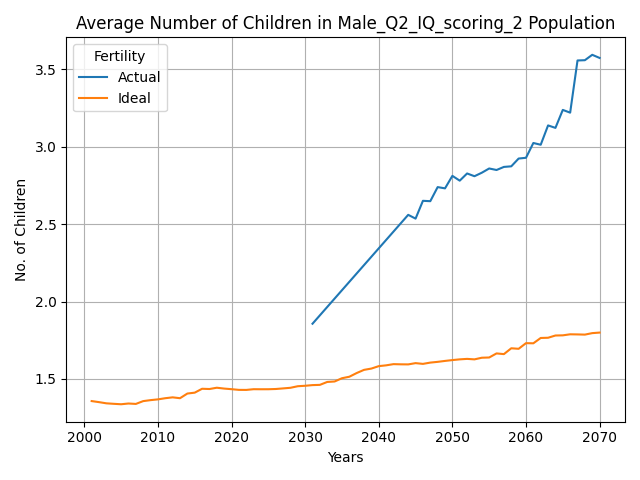 Average Number of Children in Male_Q2_IQ_scoring_2 Population
Fertility
Actual
Ideal
3.5
3.0
2.5
2.0
1.5
No. of Children
2000 2010 2020 2030 2040 2050 2060 2070
Years